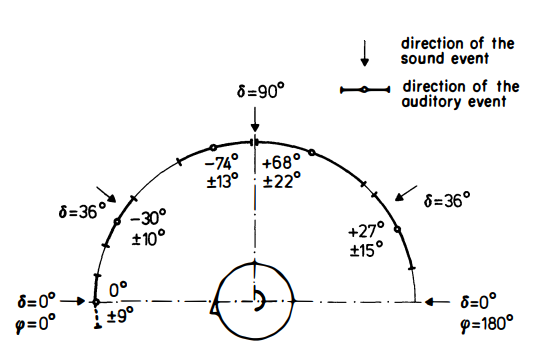 direction of the
sound event
direction of the
auditory event
δ=90°
-74°
±13°
+68°
±22°
δ=36°
-30°
±10°
δ=36°
+27°
±15°
δ=0°
φ=0°
0°
±9°
δ=0°
φ=180°